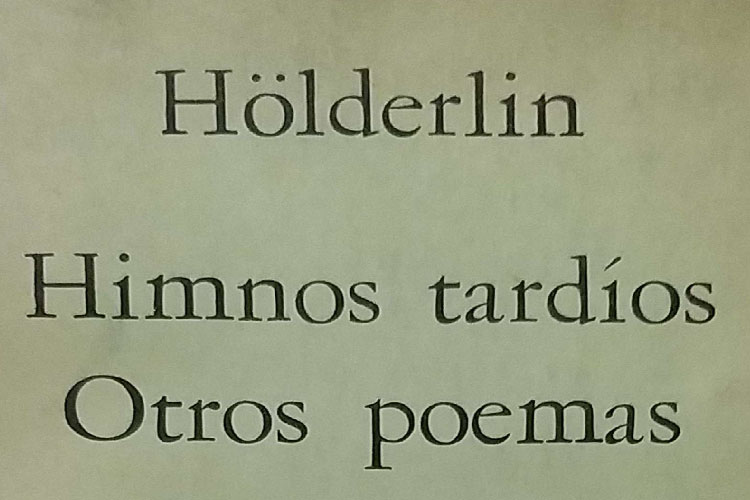 Hölderlin
Himnos tardíos
Otros poemas